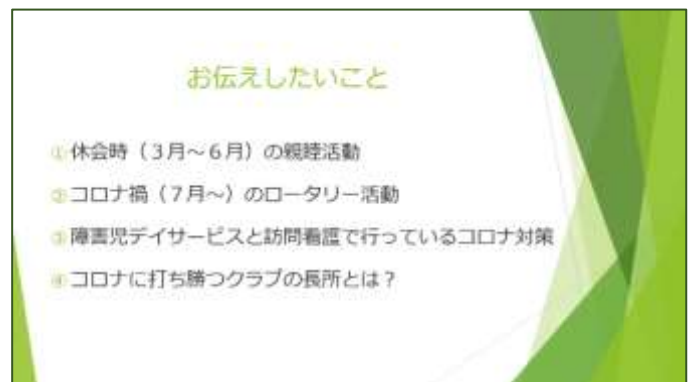 お伝えしたいこと
①休会時（３月～６月）の親睦活動
②コロナ禍（７月～）のロータリー活動
③障害児デイサービスと訪問看護で行っているコロナ対策
④コロナに打ち勝つクラブの長所とは？